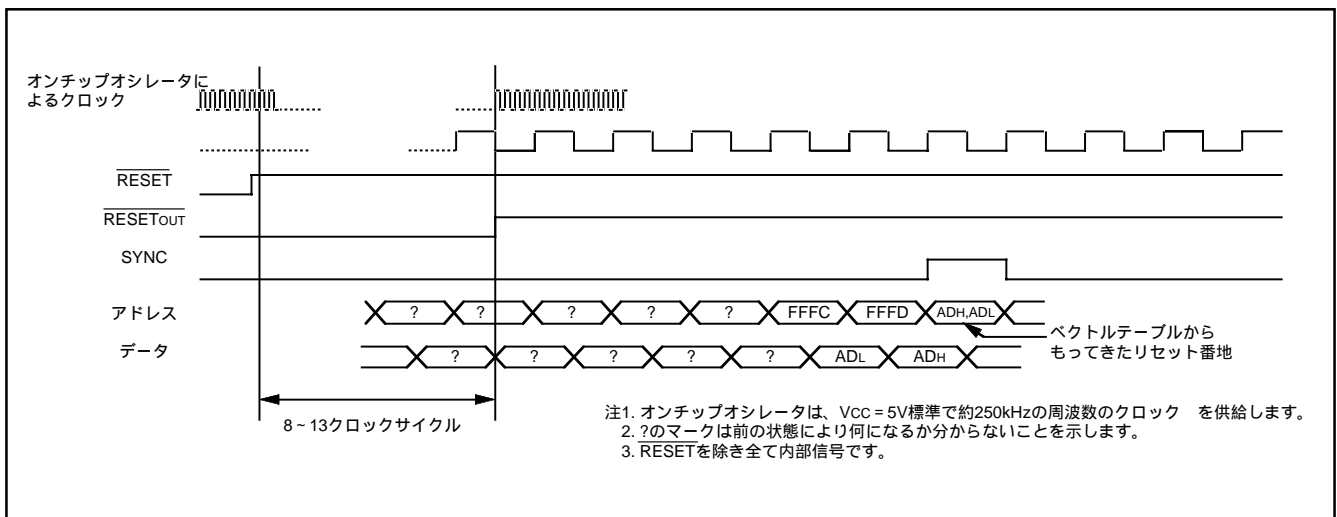 オンチップオシレータに
よるクロック
RESET
RESETOUT
SYNC
アドレス
? ? ? ? ? FFFC FFFD ADH,ADL
データ
? ? ? ? ? ADL ADH
ベクトルテーブルから
もってきたリセット番地
8~13クロックサイクル
注1. オンチップオシレータは、VCC = 5V標準で約250kHzの周波数のクロック を供給します。
2. ?のマークは前の状態により何になるか分からないことを示します。
3. RESETを除き全て内部信号です。